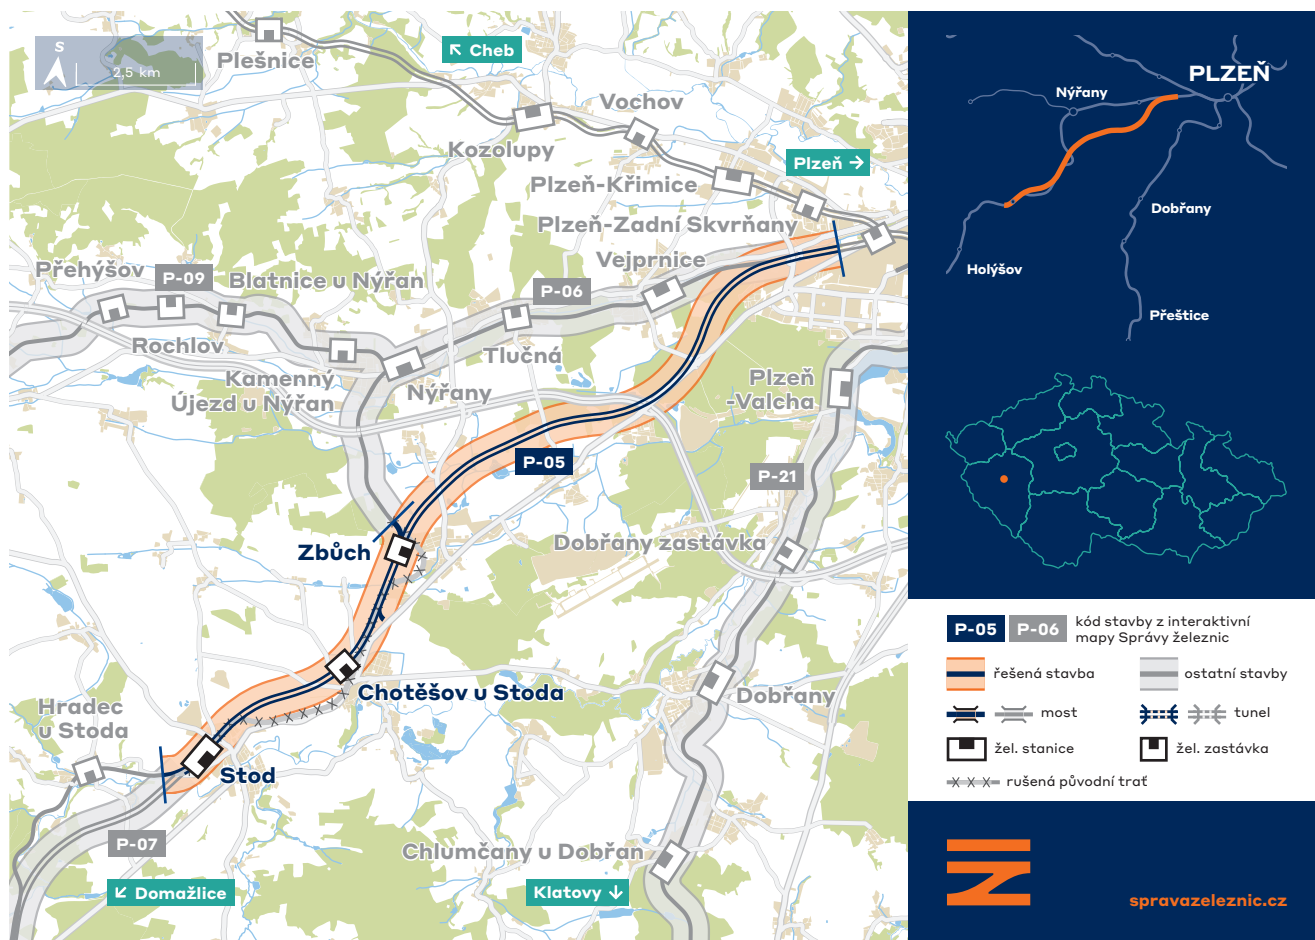 S
2,5 km
Plešnice
Cheb
Vochov
Kozolupy
Plzeň
Plzeň-Křimice
Plzeň-Zadní Skvrňany
Vejprnice
Přehýšov
P-09
Blatnice u Nýřan
P-06
Rochlov
Tlučná
Kamenný
Újezd u Nýřan
Nýřany
Plzeň
-Valcha
P-05
P-21
Zbůch
Dobřany zastávka
Chotěšov u Stoda
Dobřany
Hradec
u Stoda
Stod
P-07
Chlumčany u Dobřan
Domažlice
Klatovy
PLZEŇ
Nýřany
Dobřany
Holýšov
Přeštice
P-05
P-06
kód stavby z interaktivní
mapy Správy železnic
řešená stavba
ostatní stavby
most
tunel
žel. stanice
žel. zastávka
rušená původní trať
spravazeleznic.cz